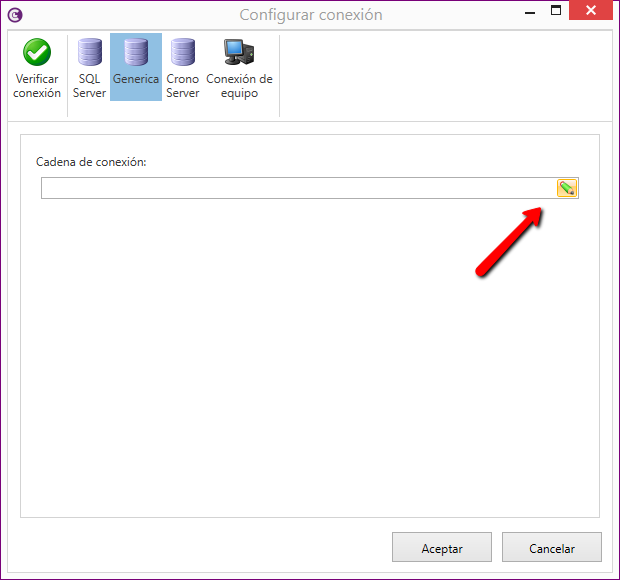 Configurar conexión
Verificar
conexión
SQL
Server
Generica
Crono
Server
Conexión de
equipo
Cadena de conexión:
Aceptar
Cancelar